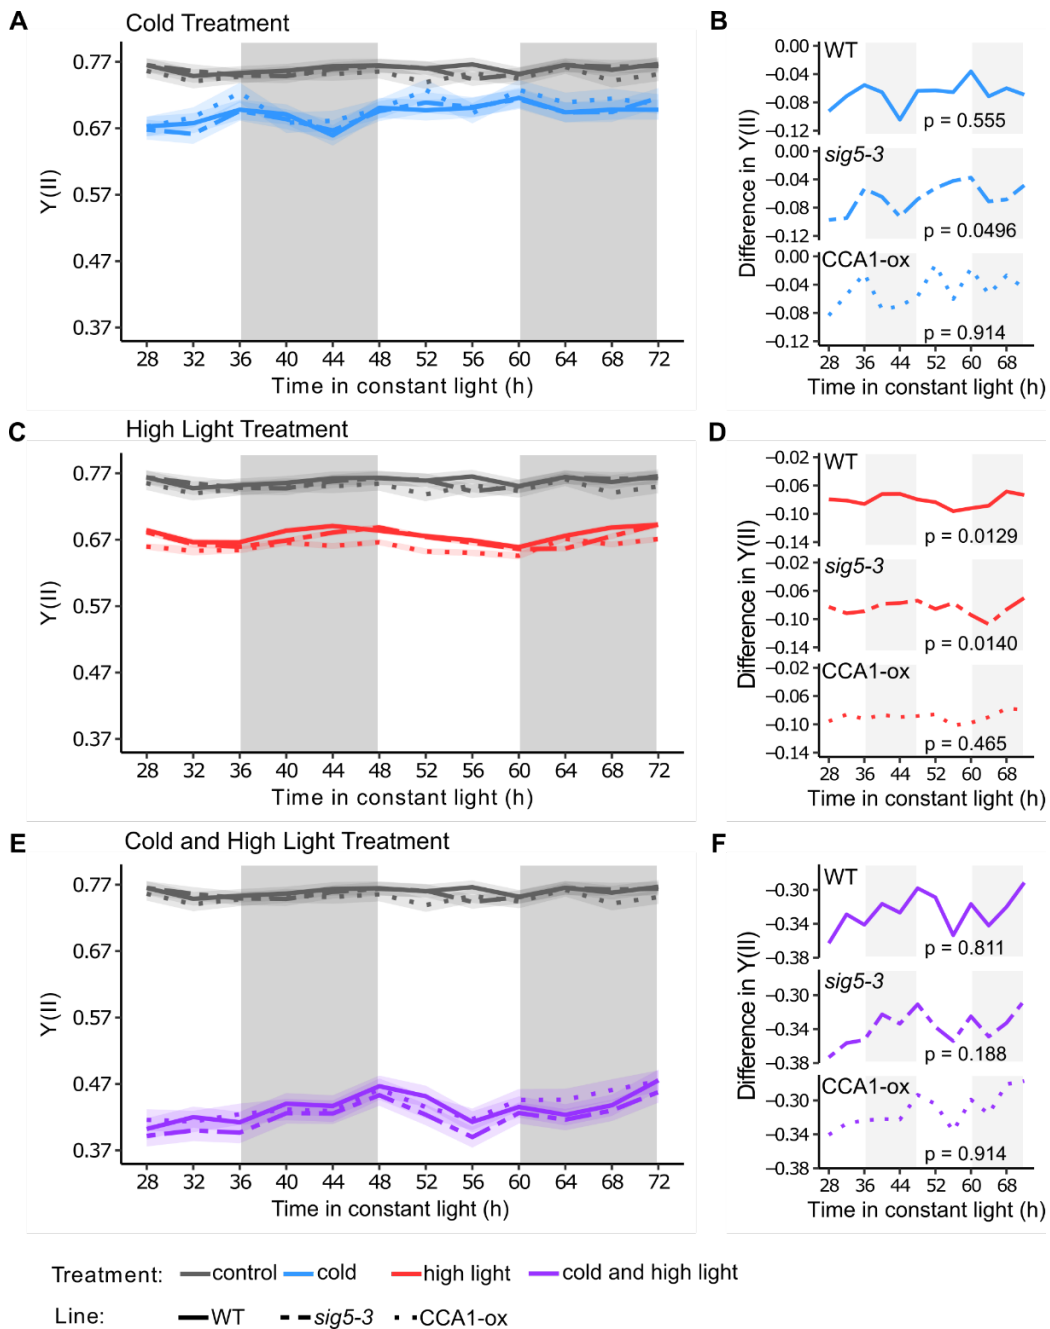 A
Cold Treatment
0.77
0.67
0.57
0.47
0.37
Y(II)
28 32 36 40 44 48 52 56 60 64 68 72
Time in constant light (h)
B
Difference in Y(II)
0.00
WT
−0.04
−0.08
−0.12
p = 0.555
0.00
sig5-3
−0.04
−0.08
−0.12
p = 0.0496
0.00
CCA1-ox
−0.04
−0.08
−0.12
p = 0.914
28 36 44 52 60 68
Time in constant light (h)
C
High Light Treatment
0.77
0.67
0.57
0.47
0.37
Y(II)
28 32 36 40 44 48 52 56 60 64 68 72
Time in constant light (h)
D
Difference in Y(II)
−0.02
WT
−0.06
−0.10
−0.14
p = 0.0129
−0.02
sig5-3
−0.06
−0.10
−0.14
p = 0.0140
−0.02
CCA1-ox
−0.06
−0.10
−0.14
p = 0.465
28 36 44 52 60 68
Time in constant light (h)
E
Cold and High Light Treatment
0.77
0.67
0.57
0.47
0.37
Y(II)
28 32 36 40 44 48 52 56 60 64 68 72
Time in constant light (h)
F
Difference in Y(II)
WT
−0.30
−0.34
−0.38
p = 0.811
sig5-3
−0.30
−0.34
−0.38
p = 0.188
CCA1-ox
−0.30
−0.34
−0.38
p = 0.914
28 36 44 52 60 68
Time in constant light (h)
Treatment: control cold high light cold and high light
Line: WT sig5-3 CCA1-ox